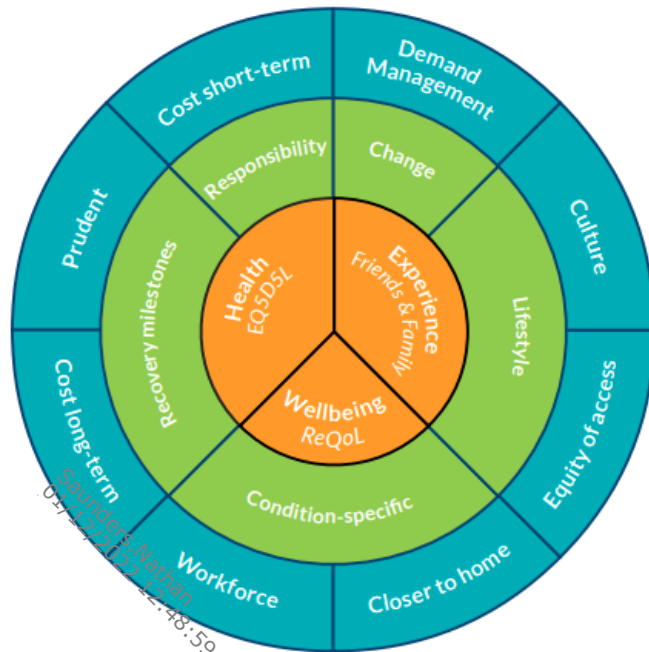 Cost short-term
Demand
Management
Culture
Equity of access
Closer to home
Workforce
Cost long-term
Prudent
Responsibility
Change
Lifestyle
Condition-specific
Recovery milestones
Health
EQ5D5L
Experience
Friends & Family
Wellbeing
ReQoL
Saunders,Nathan
01/12/2022 12:48:59